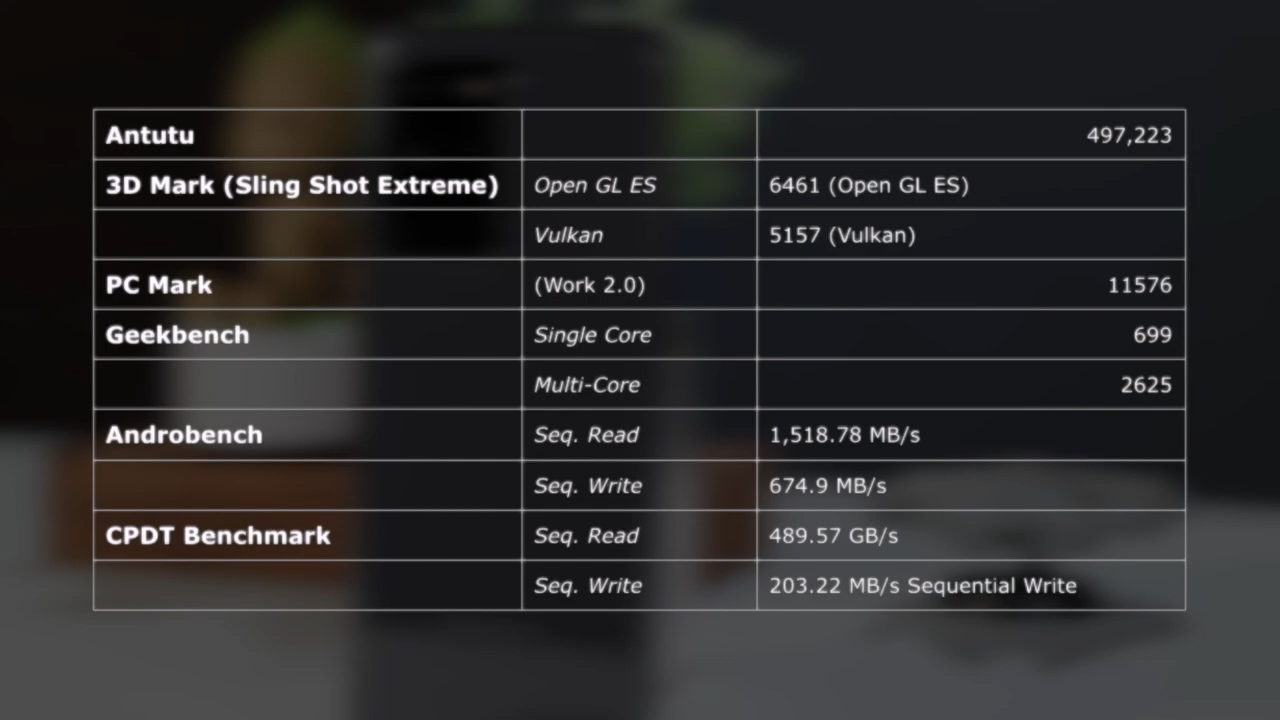 Antutu 497,223
3D Mark (Sling Shot Extreme) Open GL ES 6461 (Open GL ES)
Vulkan 5157 (Vulkan)
PC Mark (Work 2.0) 11576
Geekbench Single Core 699
Multi-Core 2625
Androbench Seq. Read 1,518.78 MB/s
Seq. Write 674.9 MB/s
CPDT Benchmark Seq. Read 489.57 GB/s
Seq. Write 203.22 MB/s Sequential Write